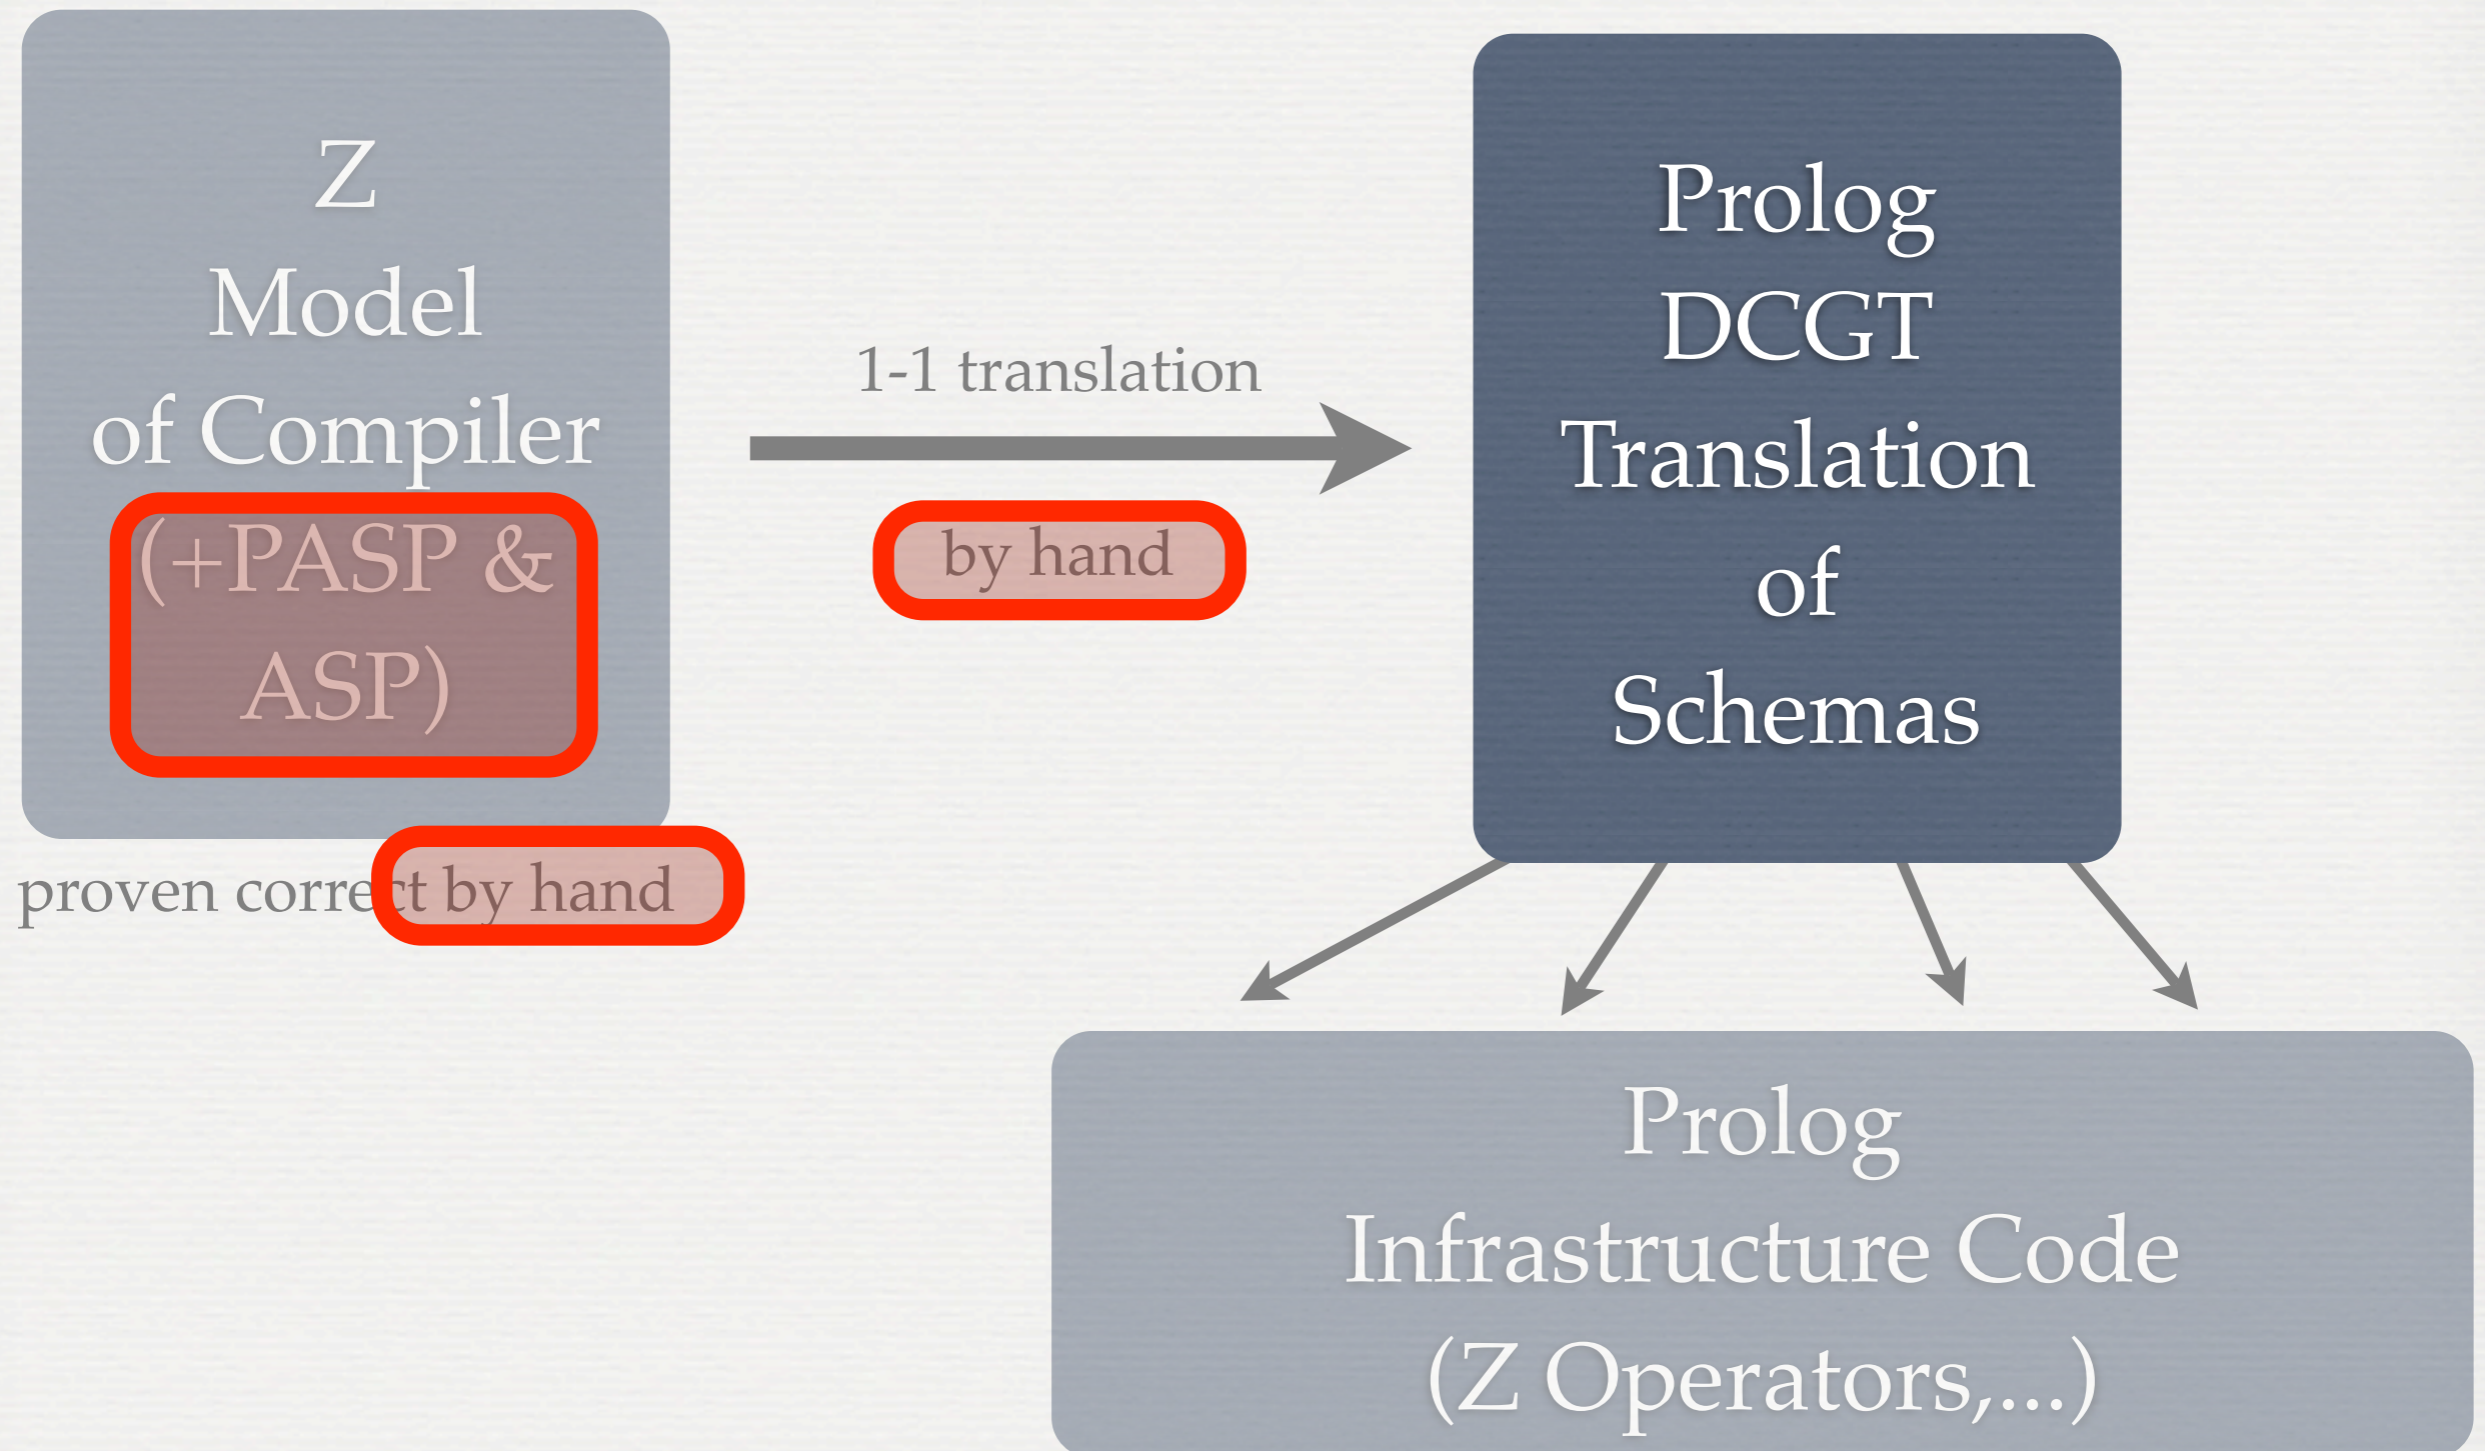 Z
Model
of Compiler
(+PASP &
ASP)
proven correct by hand
1-1 translation
by hand
Prolog
DCGT
Translation
of
Schemas
Prolog
Infrastructure Code
(Z Operators,...)